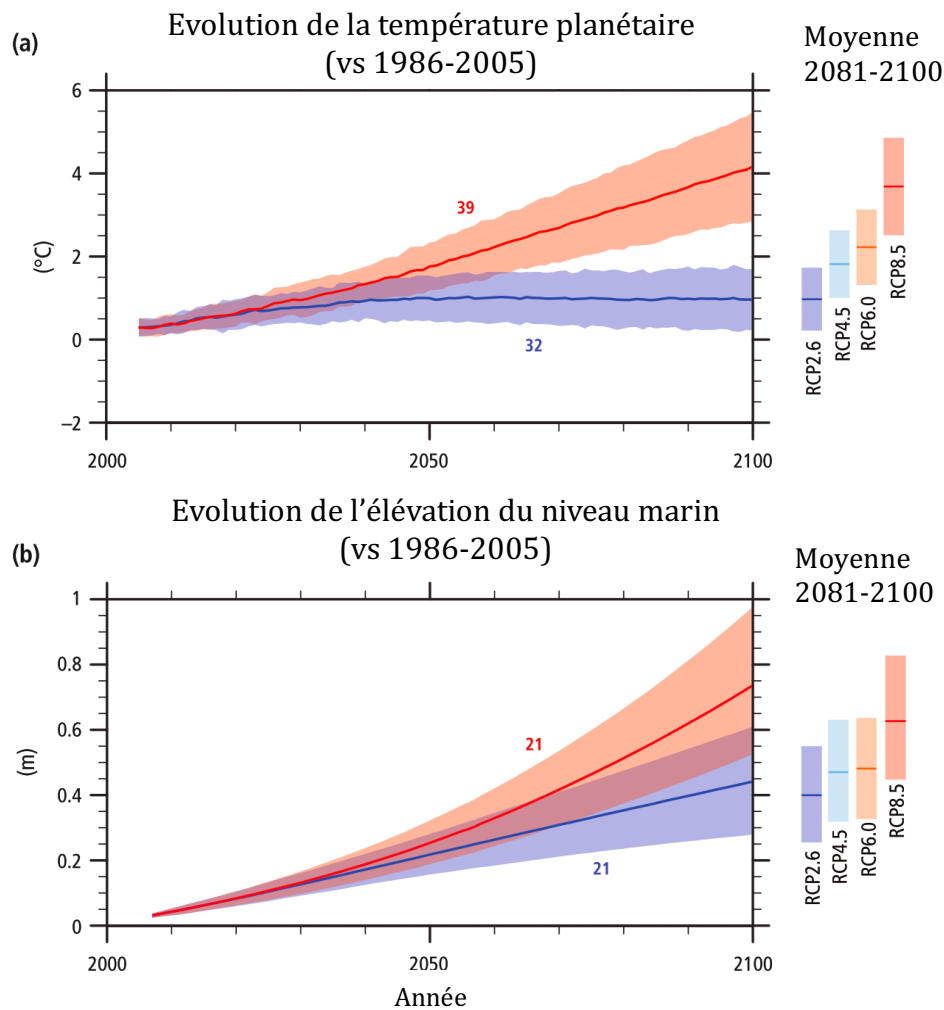 (a)
Evolution de la température planétaire
(vs 1986-2005)
Moyenne
2081-2100
6
4
2
0
−2
(°C)
39
32
2000
2050
2100
RCP2.6
RCP4.5
RCP6.0
RCP8.5
(b)
Evolution de l’élévation du niveau marin
(vs 1986-2005)
Moyenne
2081-2100
1
0.8
0.6
0.4
0.2
0
(m)
21
21
2000
2050
2100
Année
RCP2.6
RCP4.5
RCP6.0
RCP8.5